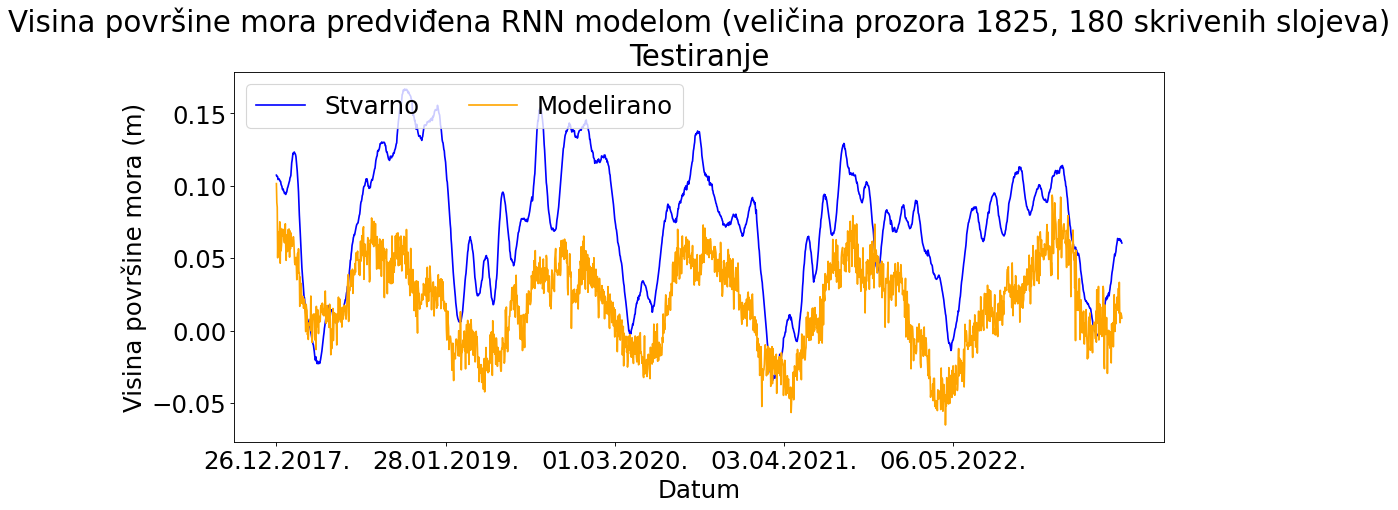 Visina površine mora predviđena RNN modelom (veličina prozora 1825, 180 skrivenih slojeva)
Testiranje
Stvarno Modelirano
Visina površine mora (m)
0.15
0.10
0.05
0.00
−0.05
26.12.2017. 28.01.2019. 01.03.2020. 03.04.2021. 06.05.2022.
Datum